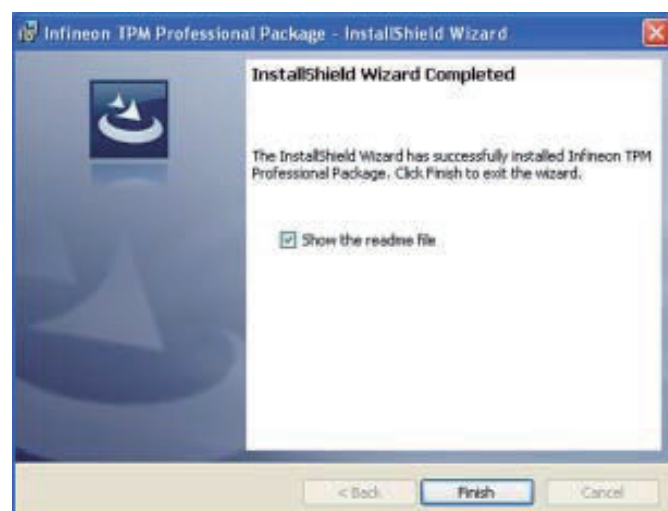 Infineon TPM Professional Package - InstallShield Wizard
InstallShield Wizard Completed
The InstallShield Wizard has successfully installed Infineon TPM
Professional Package. Click Finish to exit the wizard.
Show the readme file
< Back
Finish
Cancel